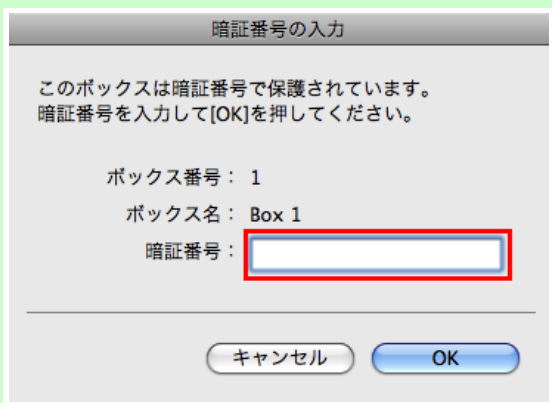 暗証番号の入力
このボックスは暗証番号で保護されています。
暗証番号を入力して[OK]を押してください。
ボックス番号： 1
ボックス名： Box 1
暗証番号：
キャンセル OK